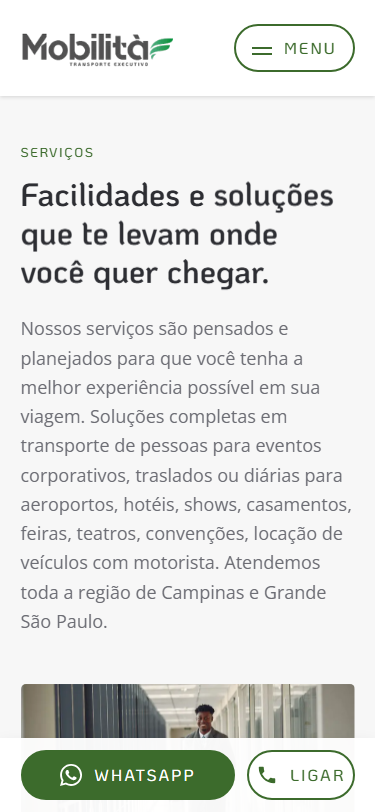 Mobilità
TRANSPORTE EXECUTIVO
MENU
SERVIÇOS
Facilidades e soluções
que te levam onde
você quer chegar.
Nossos serviços são pensados e
planejados para que você tenha a
melhor experiência possível em sua
viagem. Soluções completas em
transporte de pessoas para eventos
corporativos, traslados ou diárias para
aeroportos, hotéis, shows, casamentos,
feiras, teatros, convenções, locação de
veículos com motorista. Atendemos
toda a região de Campinas e Grande
São Paulo.
WHATSAPP
LIGAR